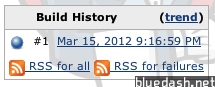 Build History (trend)
#1 Mar 15, 2012 9:16:59 PM
RSS for all RSS for failures
bluedash.net